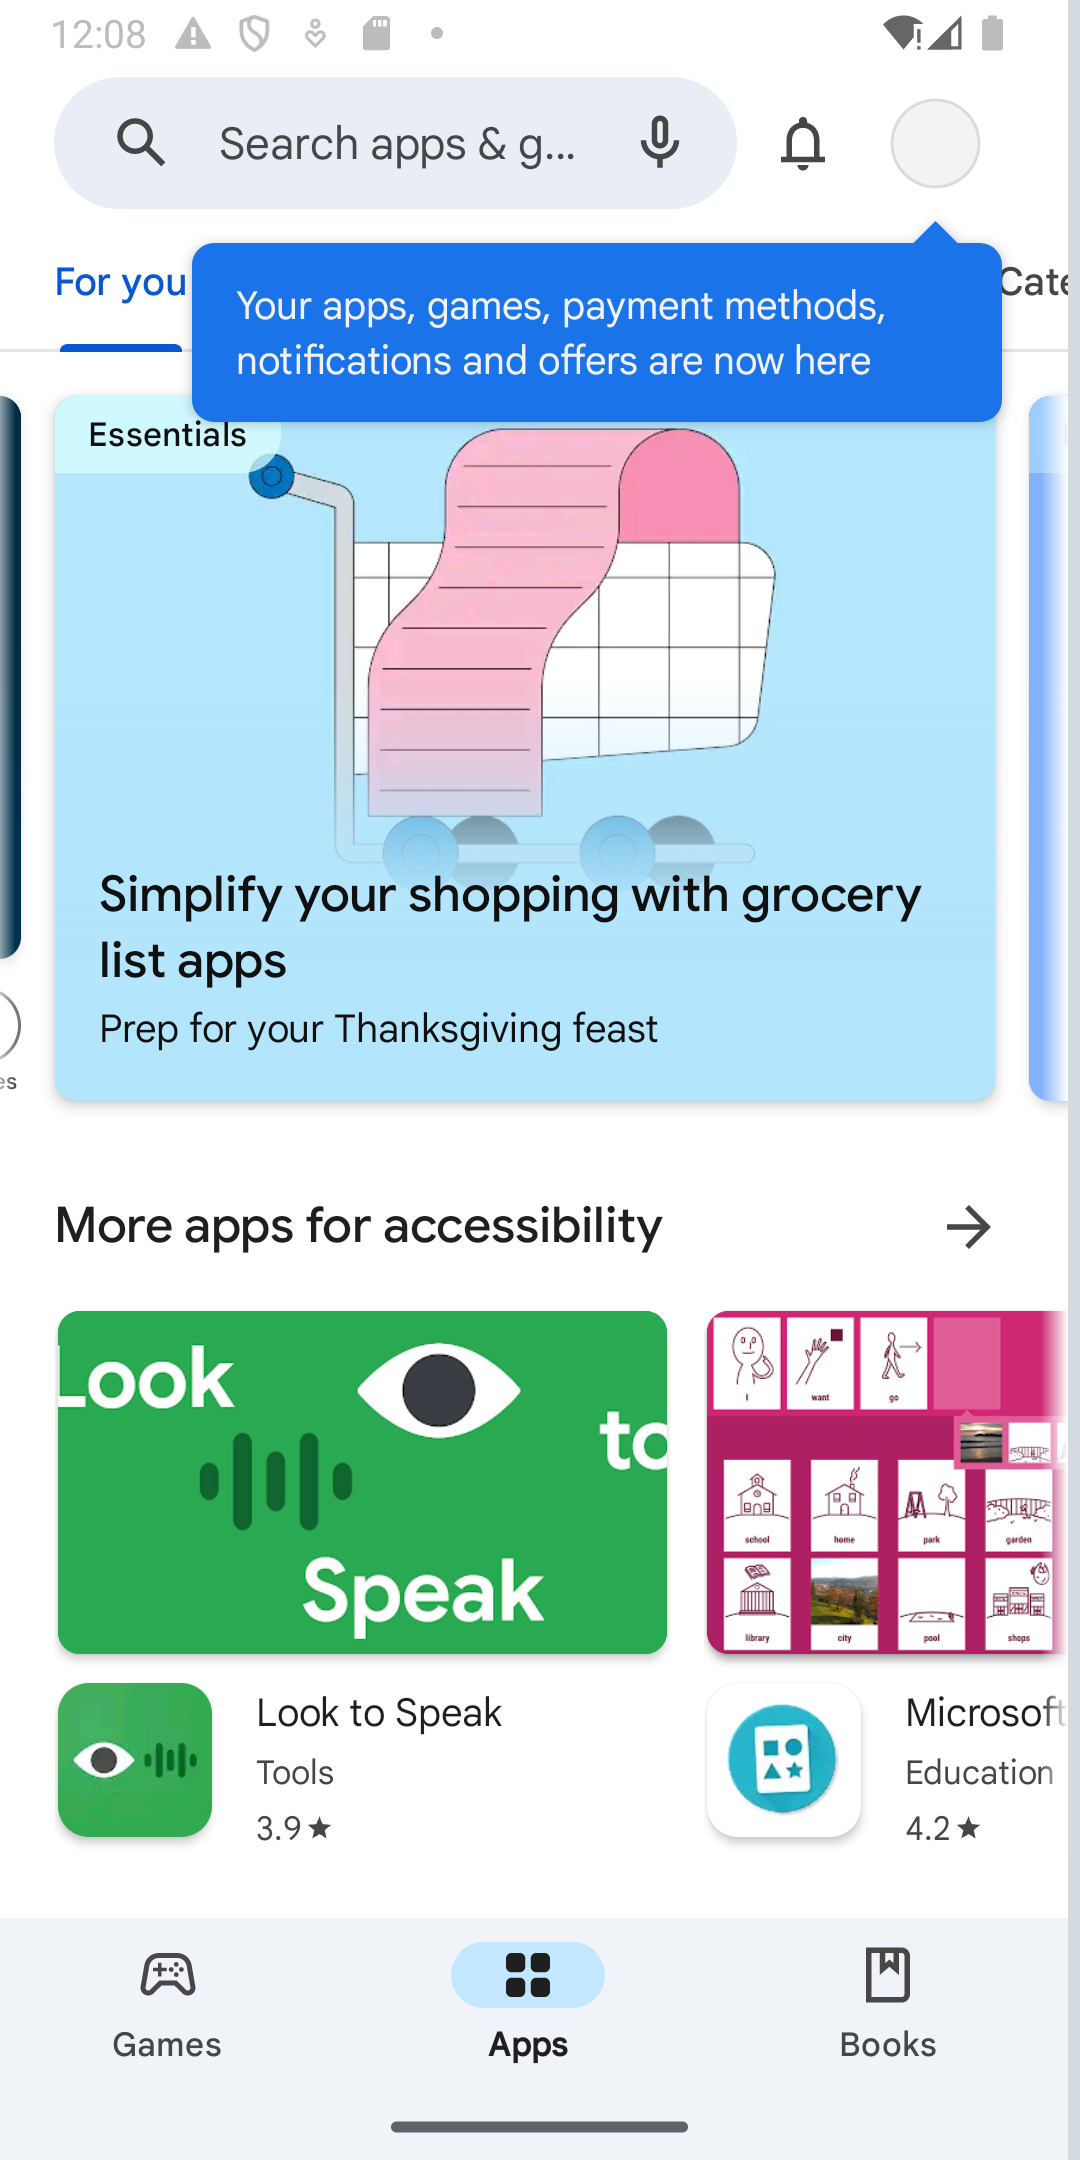 12:08
Search apps & g...
Your apps, games, payment methods,
notifications and offers are now here
For you
Essentials
Simplify your shopping with grocery
list apps
Prep for your Thanksgiving feast
es
More apps for accessibility
Look
to
Speak
I
want
go
school
home
park
garden
library
city
pool
shops
Look to Speak
Tools
3.9★
Microsoft
Education
4.2★
Games
Apps
Books